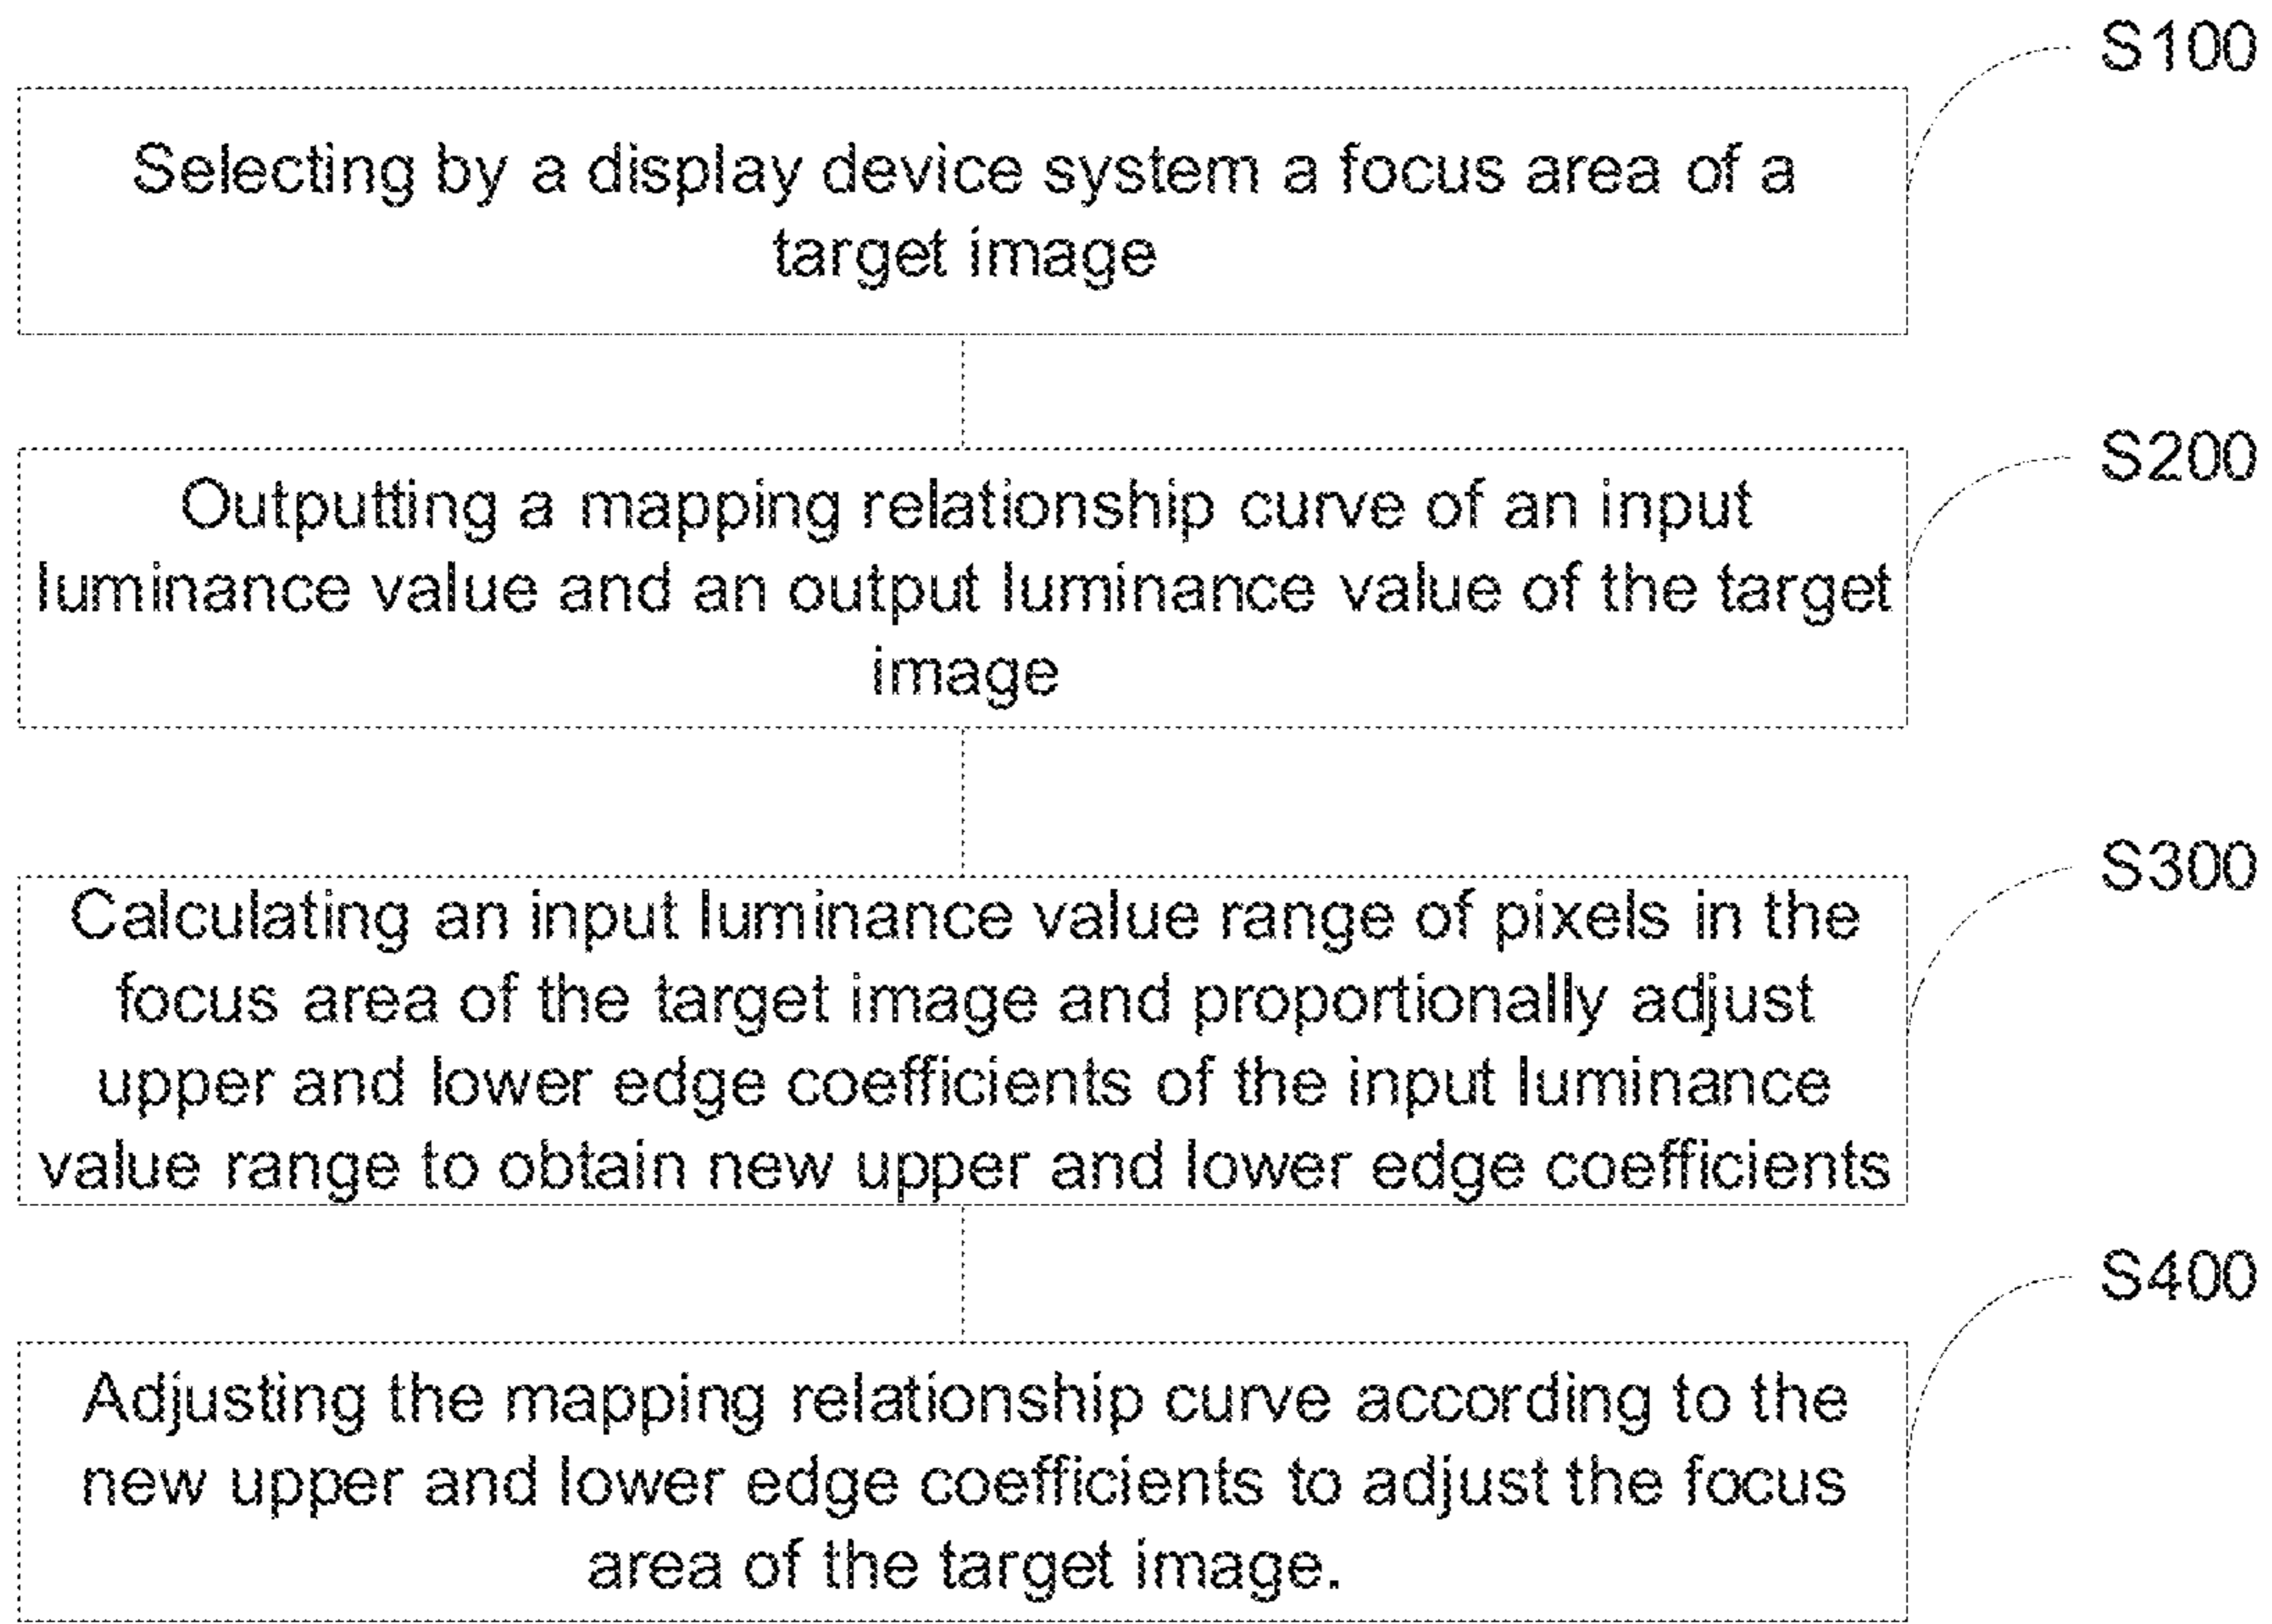 S100
Selecting by a display device system a focus area of a
target image
S200
Outputting a mapping relationship curve of an input
luminance value and an output luminance value of the target
image
S300
Calculating an input luminance value range of pixels in the
focus area of the target image and proportionally adjust
upper and lower edge coefficients of the input luminance
value range to obtain new upper and lower edge coefficients
S400
Adjusting the mapping relationship curve according to the
new upper and lower edge coefficients to adjust the focus
area of the target image.